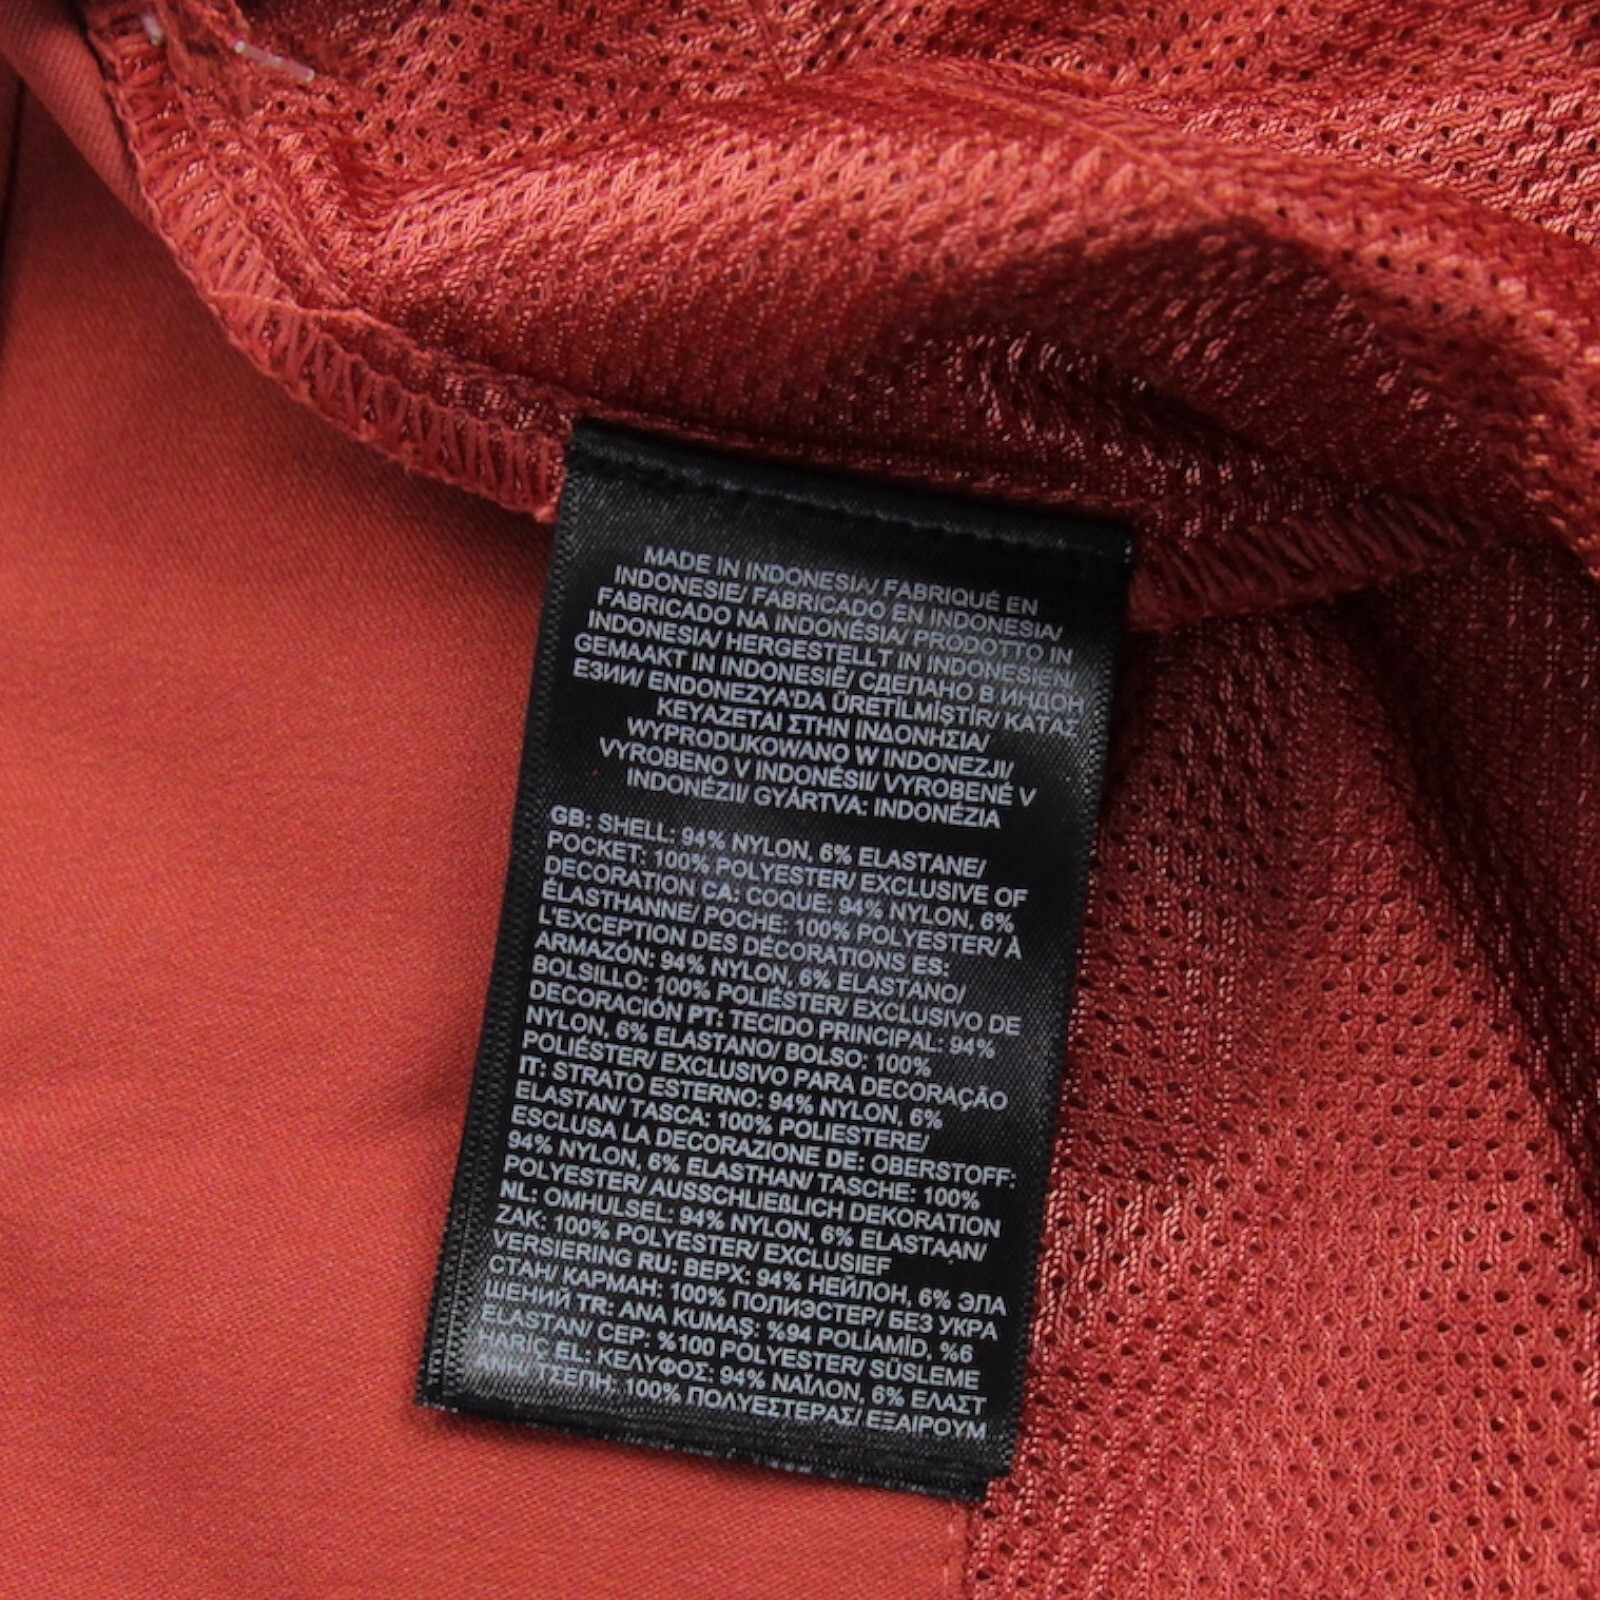 MADE IN INDONESIA/ FABRIQUÉ EN
INDONESIE/ FABRICADO EN INDONESIA/
FABRICADO NA INDONÉSIA/ PRODOTTO IN
INDONESIA/ HERGESTELLT IN INDONESIEN/
GEMAAKT IN INDONESIË/ СДЕЛАНО В ИНДОН
ЕЗИИ/ ENDONEZYA'DA ÜRETİLMİŞTİR/ ΚΑΤΑΣ
ΚΕΥΑΖΕΤΑΙ ΣΤΗΝ ΙΝΔΟΝΗΣΙΑ/
WYPRODUKOWANO W INDONEZJI/
VYROBENO V INDONÉSII/ VYROBENÉ V
INDONÉZII/ GYÁRTVA: INDONÉZIA
GB: SHELL: 94% NYLON, 6% ELASTANE/
POCKET: 100% POLYESTER/ EXCLUSIVE OF
DECORATION CA: COQUE: 94% NYLON, 6%
ÉLASTHANNE/ POCHE: 100% POLYESTER/ À
L'EXCEPTION DES DÉCORATIONS ES:
ARMAZÓN: 94% NYLON, 6% ELASTANO/
BOLSILLO: 100% POLIÉSTER/ EXCLUSIVO DE
DECORACIÓN PT: TECIDO PRINCIPAL: 94%
NYLON, 6% ELASTANO/ BOLSO: 100%
POLIÉSTER/ EXCLUSIVO PARA DECORAÇÃO
IT: STRATO ESTERNO: 94% NYLON, 6%
ELASTAN/ TASCA: 100% POLIESTERE/
ESCLUSA LA DECORAZIONE DE: OBERSTOFF:
94% NYLON, 6% ELASTHAN/ TASCHE: 100%
POLYESTER/ AUSSCHLIEßLICH DEKORATION
NL: OMHULSEL: 94% NYLON, 6% ELASTAAN/
ZAK: 100% POLYESTER/ EXCLUSIEF
VERSIERING RU: ВЕРХ: 94% НЕЙЛОН, 6% ЭЛА
СТАН/ КАРМАН: 100% ПОЛИЭСТЕР/ БЕЗ УКРА
ШЕНИЙ TR: ANA KUMAŞ: %94 POLİAMİD, %6
ELASTAN/ CEP: %100 POLYESTER/ SÜSLEME
HARİÇ EL: ΚΕΛΥΦΟΣ: 94% ΝΑΪΛΟΝ, 6% ΕΛΑΣΤ
ΑΝΗ/ ΤΣΕΠΗ: 100% ΠΟΛΥΕΣΤΕΡΑΣ/ ΕΞΑΙΡΟΥΜ